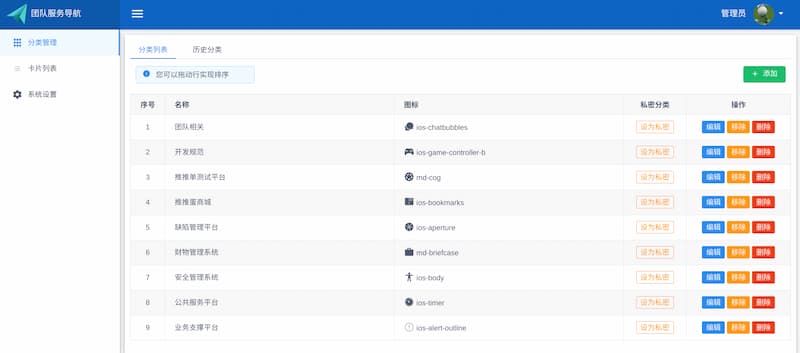 团队服务导航
管理员
分类管理
卡片列表
系统设置
分类列表 历史分类
您可以拖动行实现排序
+ 添加
序号 名称 图标 私密分类 操作
1 团队相关 ios-chatbubbles 设为私密 编辑 移除 删除
2 开发规范 ios-game-controller-b 设为私密 编辑 移除 删除
3 推推单测试平台 md-cog 设为私密 编辑 移除 删除
4 推推蛋商城 ios-bookmarks 设为私密 编辑 移除 删除
5 缺陷管理平台 ios-aperture 设为私密 编辑 移除 删除
6 财物管理系统 md-briefcase 设为私密 编辑 移除 删除
7 安全管理系统 ios-body 设为私密 编辑 移除 删除
8 公共服务平台 ios-timer 设为私密 编辑 移除 删除
9 业务支撑平台 ios-alert-outline 设为私密 编辑 移除 删除